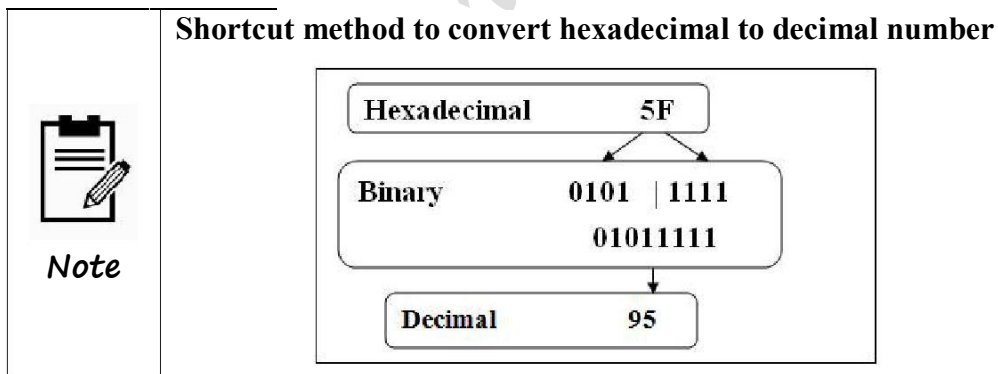 Shortcut method to convert hexadecimal to decimal number
Hexadecimal 5F
Binary 0101 | 1111
01011111
Decimal 95
Note